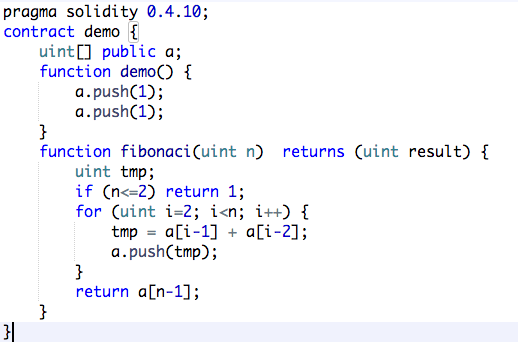 pragma solidity 0.4.10;
contract demo {
    uint[] public a;
    function demo() {
        a.push(1);
        a.push(1);
    }
    function fibonaci(uint n)  returns (uint result) {
        uint tmp;
        if (n<=2) return 1;
        for (uint i=2; i<n; i++) {
            tmp = a[i-1] + a[i-2];
            a.push(tmp);
        }
        return a[n-1];
    }
}